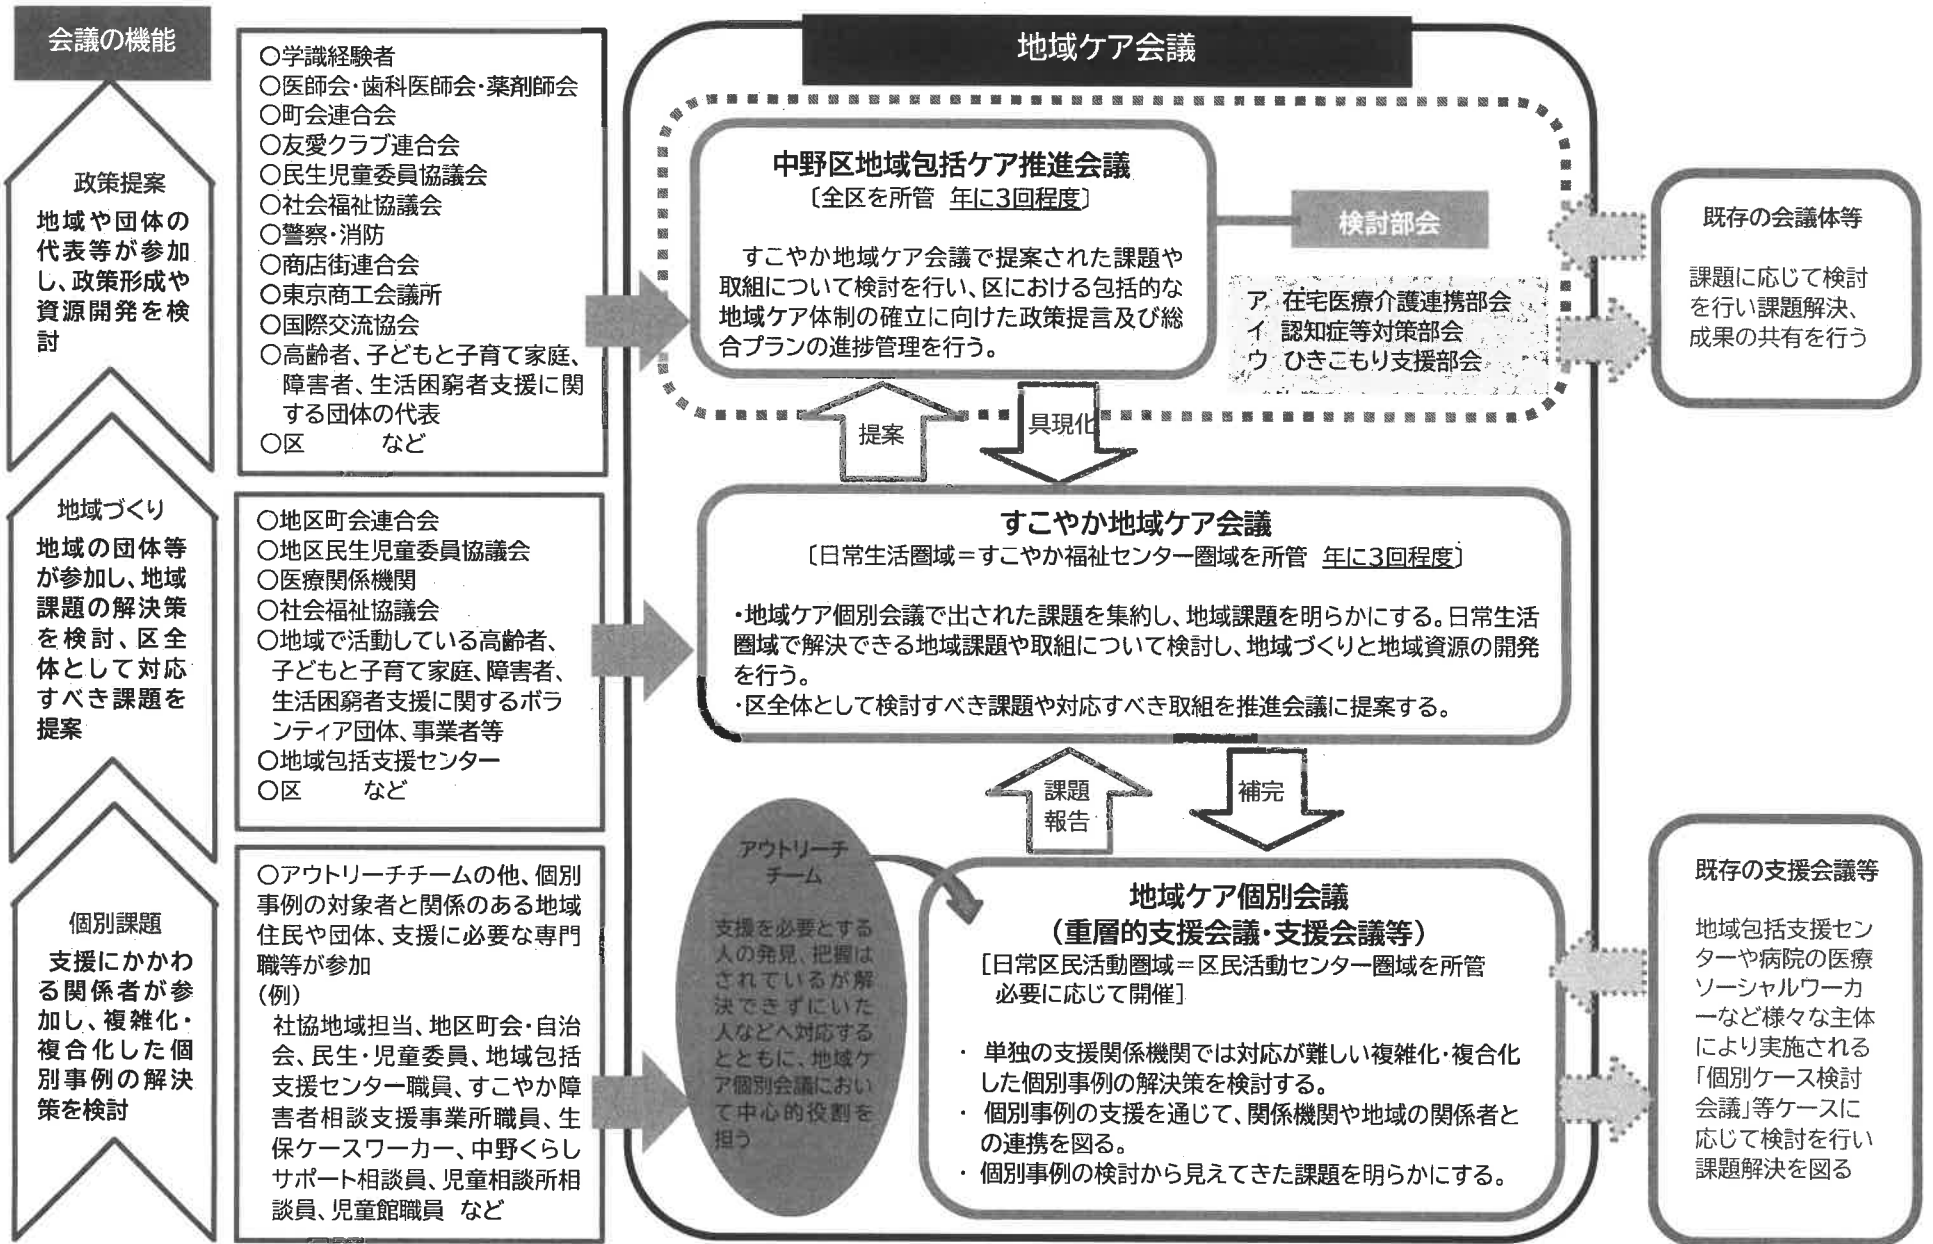 会議の機能
政策提案
地域や団体の
代表等が参加
し、政策形成や
資源開発を検
討
地域づくり
地域の団体等
が参加し、地域
課題の解決策
を検討、区全
体として対応
すべき課題を
提案
個別課題
支援にかかわ
る関係者が参
加し、複雑化・
複合化した個
別事例の解決
策を検討
○学識経験者
○医師会・歯科医師会・薬剤師会
○町会連合会
○友愛クラブ連合会
○民生児童委員協議会
○社会福祉協議会
○警察・消防
○商店街連合会
○東京商工会議所
○国際交流協会
○高齢者、子どもと子育て家庭、
障害者、生活困窮者支援に関
する団体の代表
○区 など
○地区町会連合会
○地区民生児童委員協議会
○医療関係機関
○社会福祉協議会
○地域で活動している高齢者、
子どもと子育て家庭、障害者、
生活困窮者支援に関するボラ
ンティア団体、事業者等
○地域包括支援センター
○区 など
○アウトリーチチームの他、個別
事例の対象者と関係のある地域
住民や団体、支援に必要な専門
職等が参加
(例)
社協地域担当、地区町会・自治
会、民生・児童委員、地域包括
支援センター職員、すこやか障
害者相談支援事業所職員、生
保ケースワーカー、中野くらし
サポート相談員、児童相談所相
談員、児童館職員 など
地域ケア会議
中野区地域包括ケア推進会議
〔全区を所管 年に3回程度〕
すこやか地域ケア会議で提案された課題や
取組について検討を行い、区における包括的な
地域ケア体制の確立に向けた政策提言及び総
合プランの進捗管理を行う。
検討部会
ア 在宅医療介護連携部会
イ 認知症等対策部会
ウ ひきこもり支援部会
提案
具現化
すこやか地域ケア会議
〔日常生活圏域＝すこやか福祉センター圏域を所管 年に3回程度〕
・地域ケア個別会議で出された課題を集約し、地域課題を明らかにする。日常生活
圏域で解決できる地域課題や取組について検討し、地域づくりと地域資源の開発
を行う。
・区全体として検討すべき課題や対応すべき取組を推進会議に提案する。
課題
報告
補完
アウトリーチ
チーム
支援を必要とする
人の発見、把握は
されているが解
決できずにいた
人などへ対応する
とともに、地域ケ
ア個別会議におい
て中心的役割を
担う
地域ケア個別会議
（重層的支援会議・支援会議等）
[日常区民活動圏域＝区民活動センター圏域を所管
必要に応じて開催]
・ 単独の支援関係機関では対応が難しい複雑化・複合化
した個別事例の解決策を検討する。
・ 個別事例の支援を通じて、関係機関や地域の関係者と
の連携を図る。
・ 個別事例の検討から見えてきた課題を明らかにする。
既存の会議体等
課題に応じて検討
を行い課題解決、
成果の共有を行う
既存の支援会議等
地域包括支援セン
ターや病院の医療
ソーシャルワーカ
ーなど様々な主体
により実施される
「個別ケース検討
会議」等ケースに
応じて検討を行い
課題解決を図る